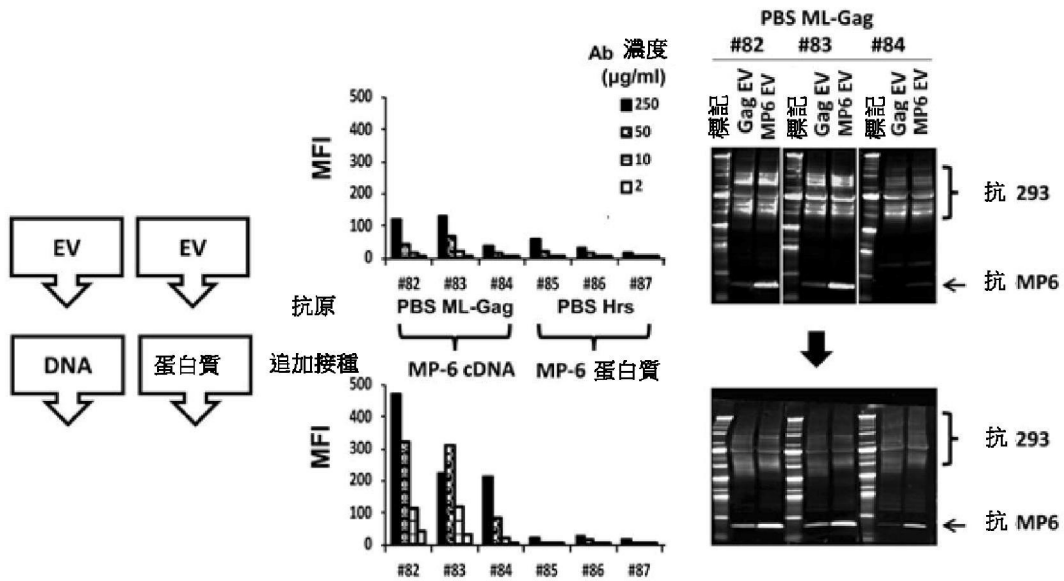 EV EV
DNA 蛋白質
Ab 濃度
(µg/ml)
250
50
10
2
MFI
500
400
300
200
100
0
#82 #83 #84 #85 #86 #87
抗原 PBS ML-Gag PBS Hrs
追加接種 MP-6 cDNA MP-6 蛋白質
MFI
500
400
300
200
100
0
#82 #83 #84 #85 #86 #87
PBS ML-Gag
#82 #83 #84
標記 Gag EV MP6 EV 標記 Gag EV MP6 EV 標記 Gag EV MP6 EV
抗 293
抗 MP6
抗 293
抗 MP6